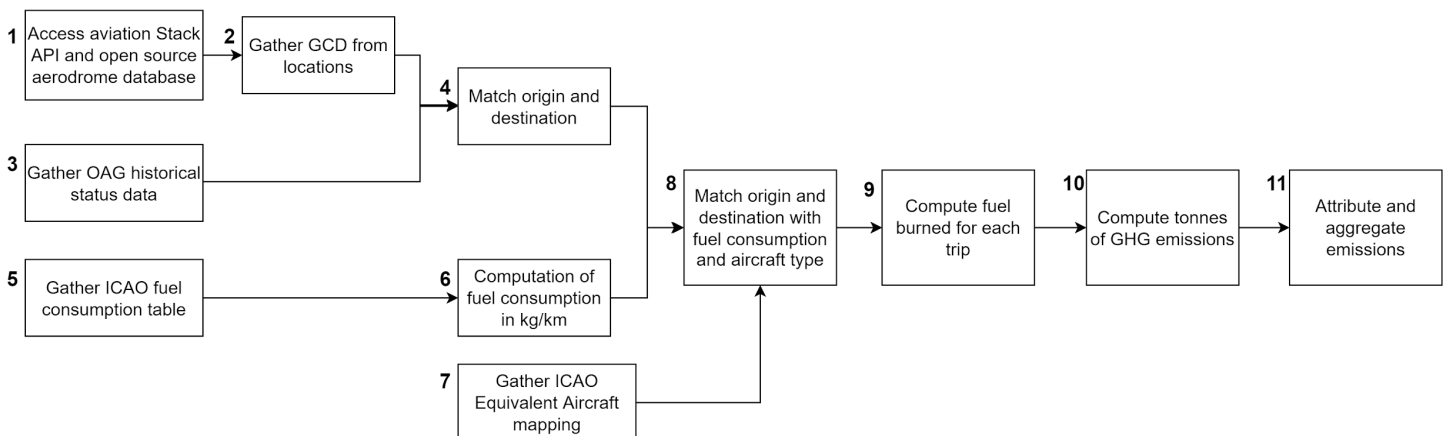 1
Access aviation Stack
API and open source
aerodrome database
2
Gather GCD from
locations
3
Gather OAG historical
status data
4
Match origin and
destination
5
Gather ICAO fuel
consumption table
6
Computation of
fuel consumption
in kg/km
7
Gather ICAO
Equivalent Aircraft
mapping
8
Match origin and
destination with
fuel consumption
and aircraft type
9
Compute fuel
burned for each
trip
10
Compute tonnes
of GHG emissions
11
Attribute and
aggregate
emissions